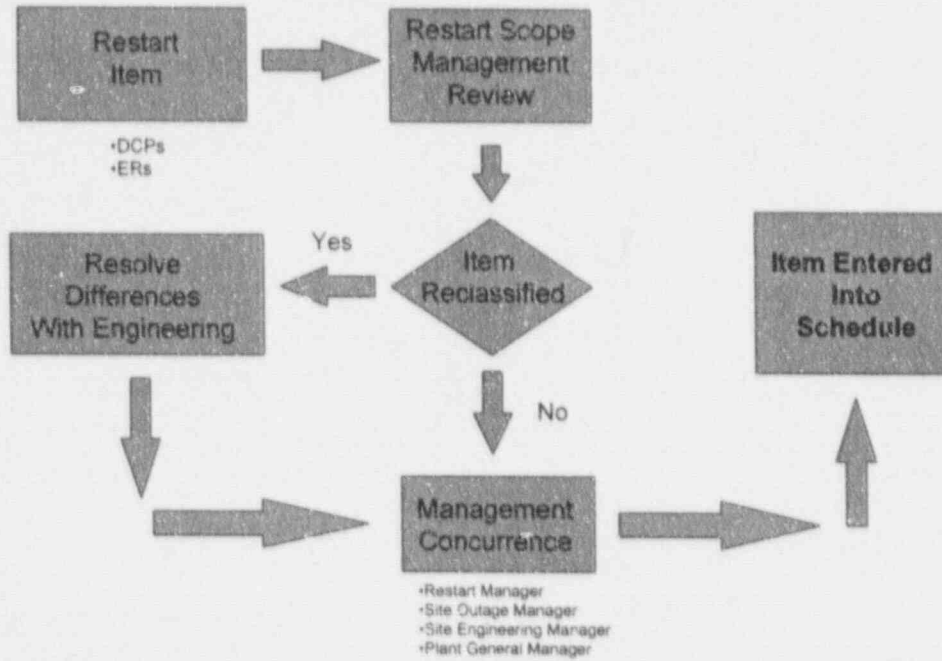 Restart
Item
•DCPs
•ERs
Restart Scope
Management
Review
Item
Reclassified
Yes
Resolve
Differences
With Engineering
No
Management
Concurrence
•Restart Manager
•Site Outage Manager
•Site Engineering Manager
•Plant General Manager
Item Entered
Into
Schedule